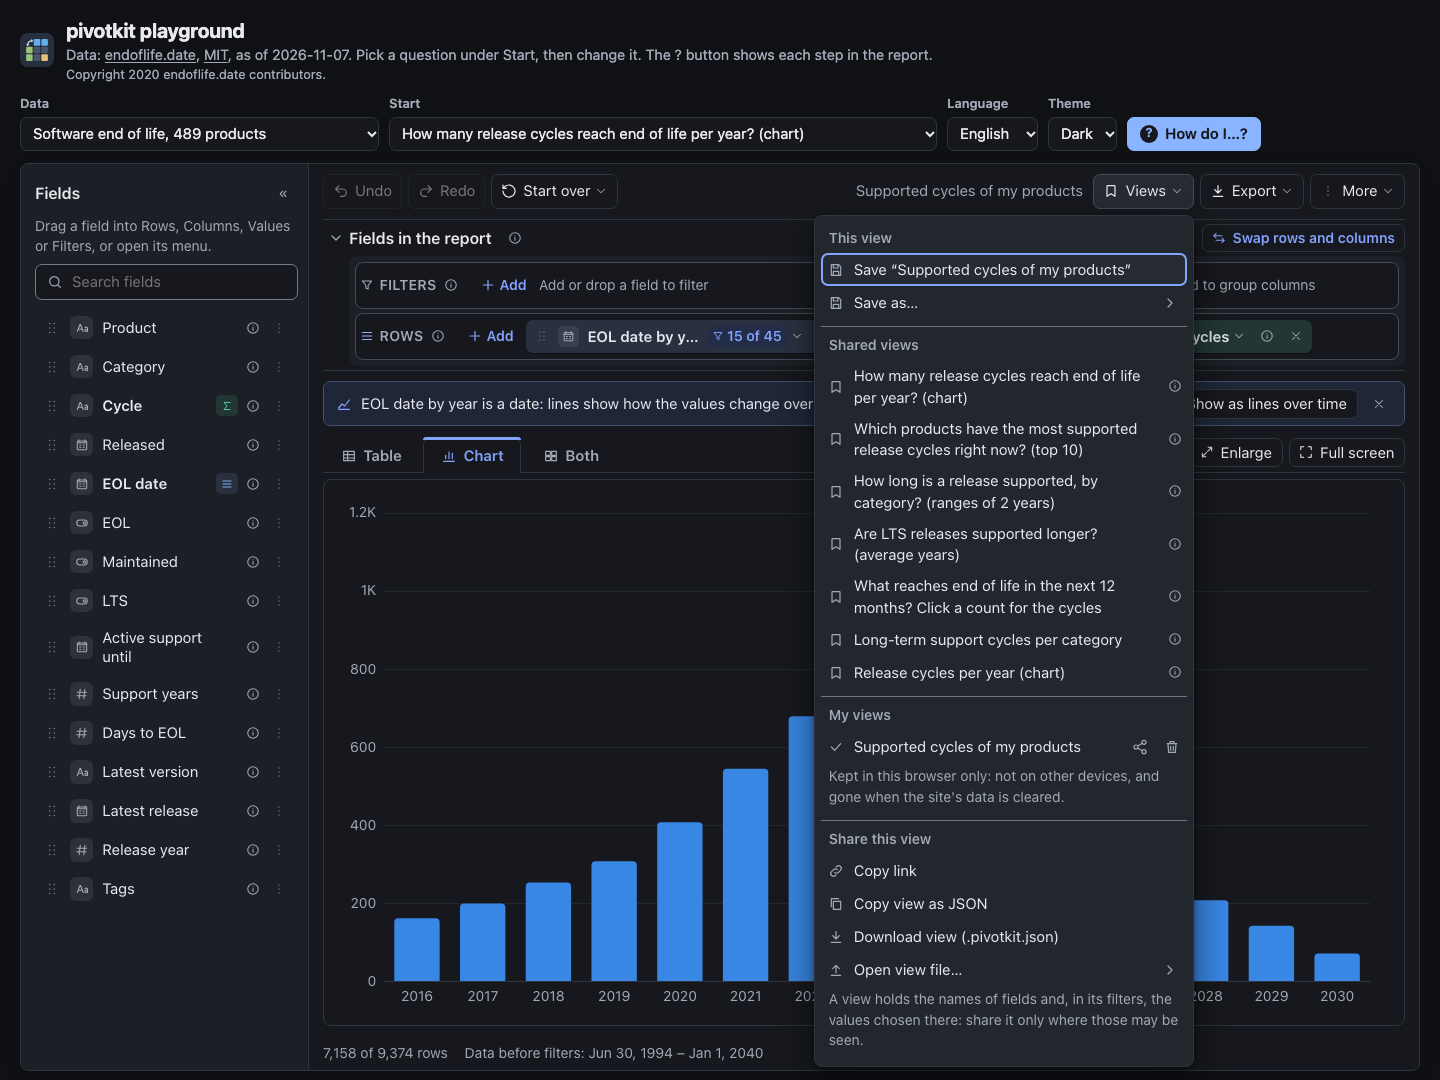 pivotkit playground
Data: endoflife.date, MIT, as of 2026-11-07. Pick a question under Start, then change it. The ? button shows each step in the report.
Copyright 2020 endoflife.date contributors.
Data
Start
Language
Theme
Software end of life, 489 products
How many release cycles reach end of life per year? (chart)
English
Dark
? How do I...?
Fields
«
Drag a field into Rows, Columns, Values
or Filters, or open its menu.
Search fields
Aa Product
Aa Category
Aa Cycle Σ
Released
EOL date
EOL
Maintained
LTS
Active support
until
# Support years
# Days to EOL
Aa Latest version
Latest release
# Release year
Aa Tags
Undo
Redo
Start over
Supported cycles of my products
Views
Export
More
Fields in the report
Swap rows and columns
FILTERS
+ Add
Add or drop a field to filter
d to group columns
ROWS
+ Add
EOL date by y...
15 of 45
ycles
EOL date by year is a date: lines show how the values change over
Show as lines over time
Table
Chart
Both
Enlarge
Full screen
1.2K
1K
800
600
400
200
0
2016
2017
2018
2019
2020
2021
202
2028
2029
2030
7,158 of 9,374 rows
Data before filters: Jun 30, 1994 – Jan 1, 2040
This view
Save “Supported cycles of my products”
Save as...
Shared views
How many release cycles reach end of life
per year? (chart)
Which products have the most supported
release cycles right now? (top 10)
How long is a release supported, by
category? (ranges of 2 years)
Are LTS releases supported longer?
(average years)
What reaches end of life in the next 12
months? Click a count for the cycles
Long-term support cycles per category
Release cycles per year (chart)
My views
Supported cycles of my products
Kept in this browser only: not on other devices, and
gone when the site's data is cleared.
Share this view
Copy link
Copy view as JSON
Download view (.pivotkit.json)
Open view file...
A view holds the names of fields and, in its filters, the
values chosen there: share it only where those may be
seen.